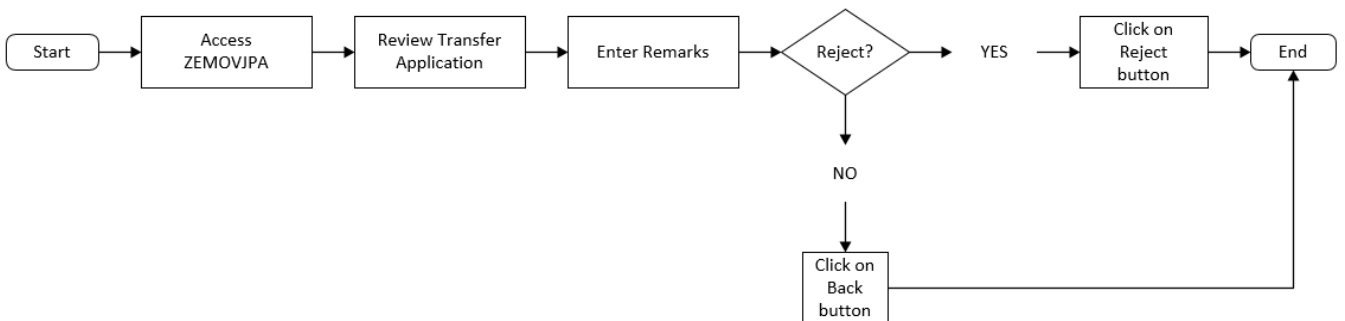 Start
Access
ZEMOVJPA
Review Transfer
Application
Enter Remarks
Reject?
YES
Click on
Reject
button
End
NO
Click on
Back
button